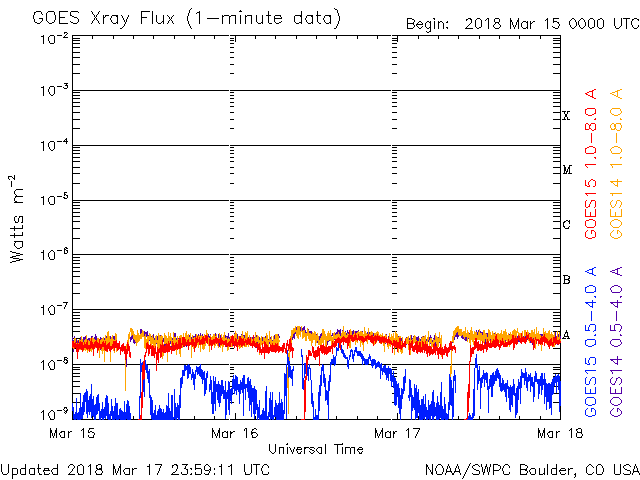 GOES Xray Flux (1-minute data)
Begin: 2018 Mar 15 0000 UTC
10⁻²
10⁻³
10⁻⁴
10⁻⁵
10⁻⁶
10⁻⁷
10⁻⁸
10⁻⁹
Watts m⁻²
X
M
C
B
A
GOES15 1.0-8.0 A
GOES14 1.0-8.0 A
GOES15 0.5-4.0 A
GOES14 0.5-4.0 A
Mar 15 Mar 16 Mar 17 Mar 18
Universal Time
Updated 2018 Mar 17 23:59:11 UTC
NOAA/SWPC Boulder, CO USA